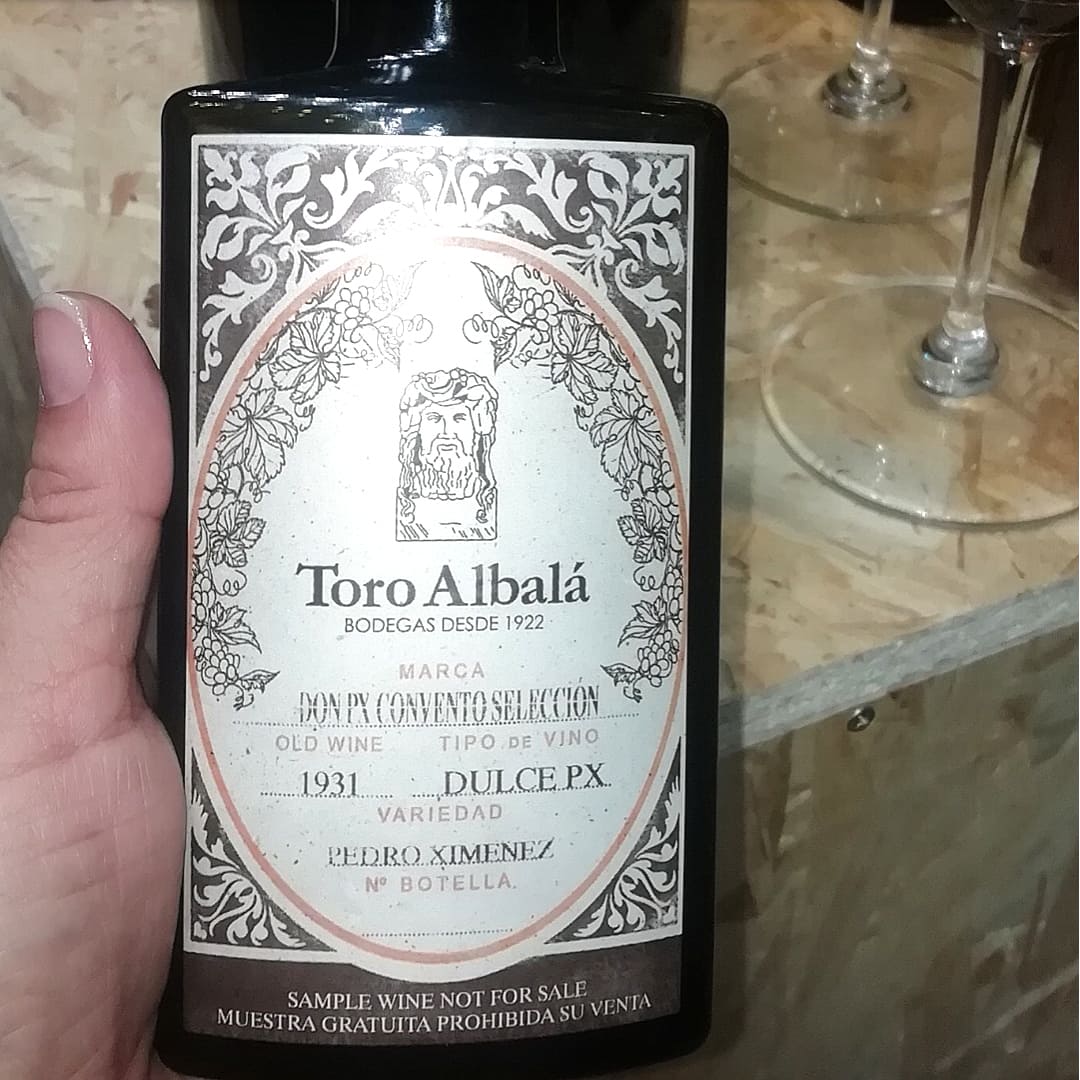 Toro Albalá
BODEGAS DESDE 1922
MARCA
DON PX CONVENTO SELECCIÓN
OLD WINE TIPO DE VINO
1931 DULCE PX
VARIEDAD
PEDRO XIMENEZ
Nº BOTELLA.
SAMPLE WINE NOT FOR SALE
MUESTRA GRATUITA PROHIBIDA SU VENTA